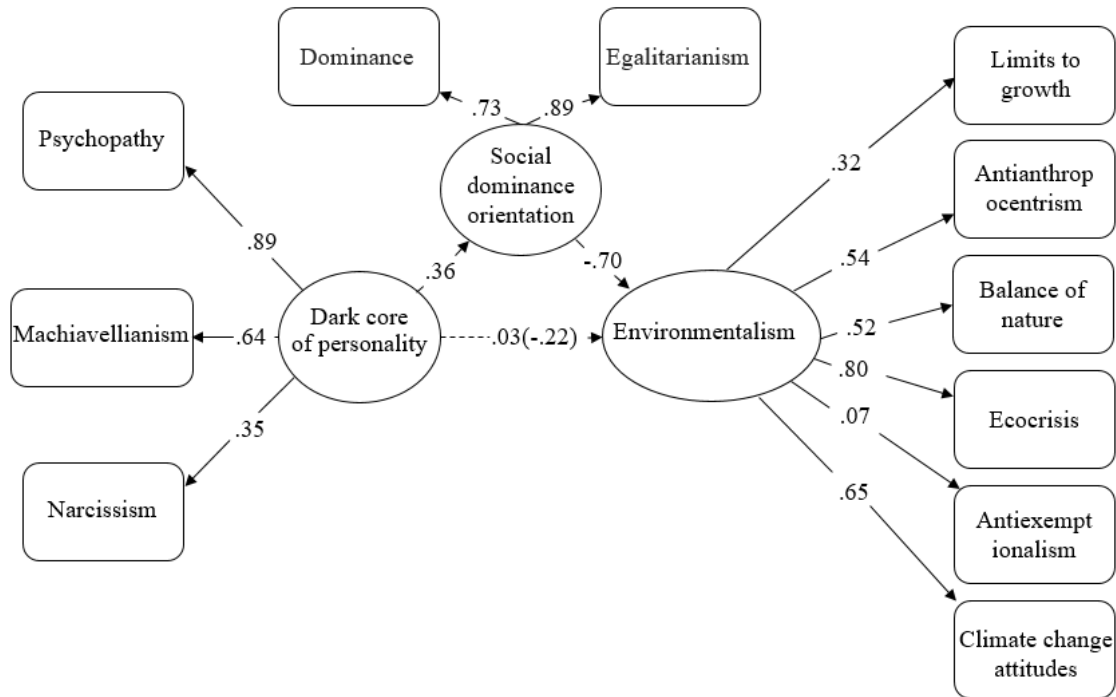 Dominance
Egalitarianism
Limits to
growth
Psychopathy
.73
.89
Social
dominance
orientation
.32
Antianthrop
ocentrism
.89
.36
-.70
.54
Balance of
nature
Machiavellianism
.64
Dark core
of personality
.03(-.22)
Environmentalism
.52
.80
Ecocrisis
.35
.07
Narcissism
.65
Antiexempt
ionalism
Climate change
attitudes